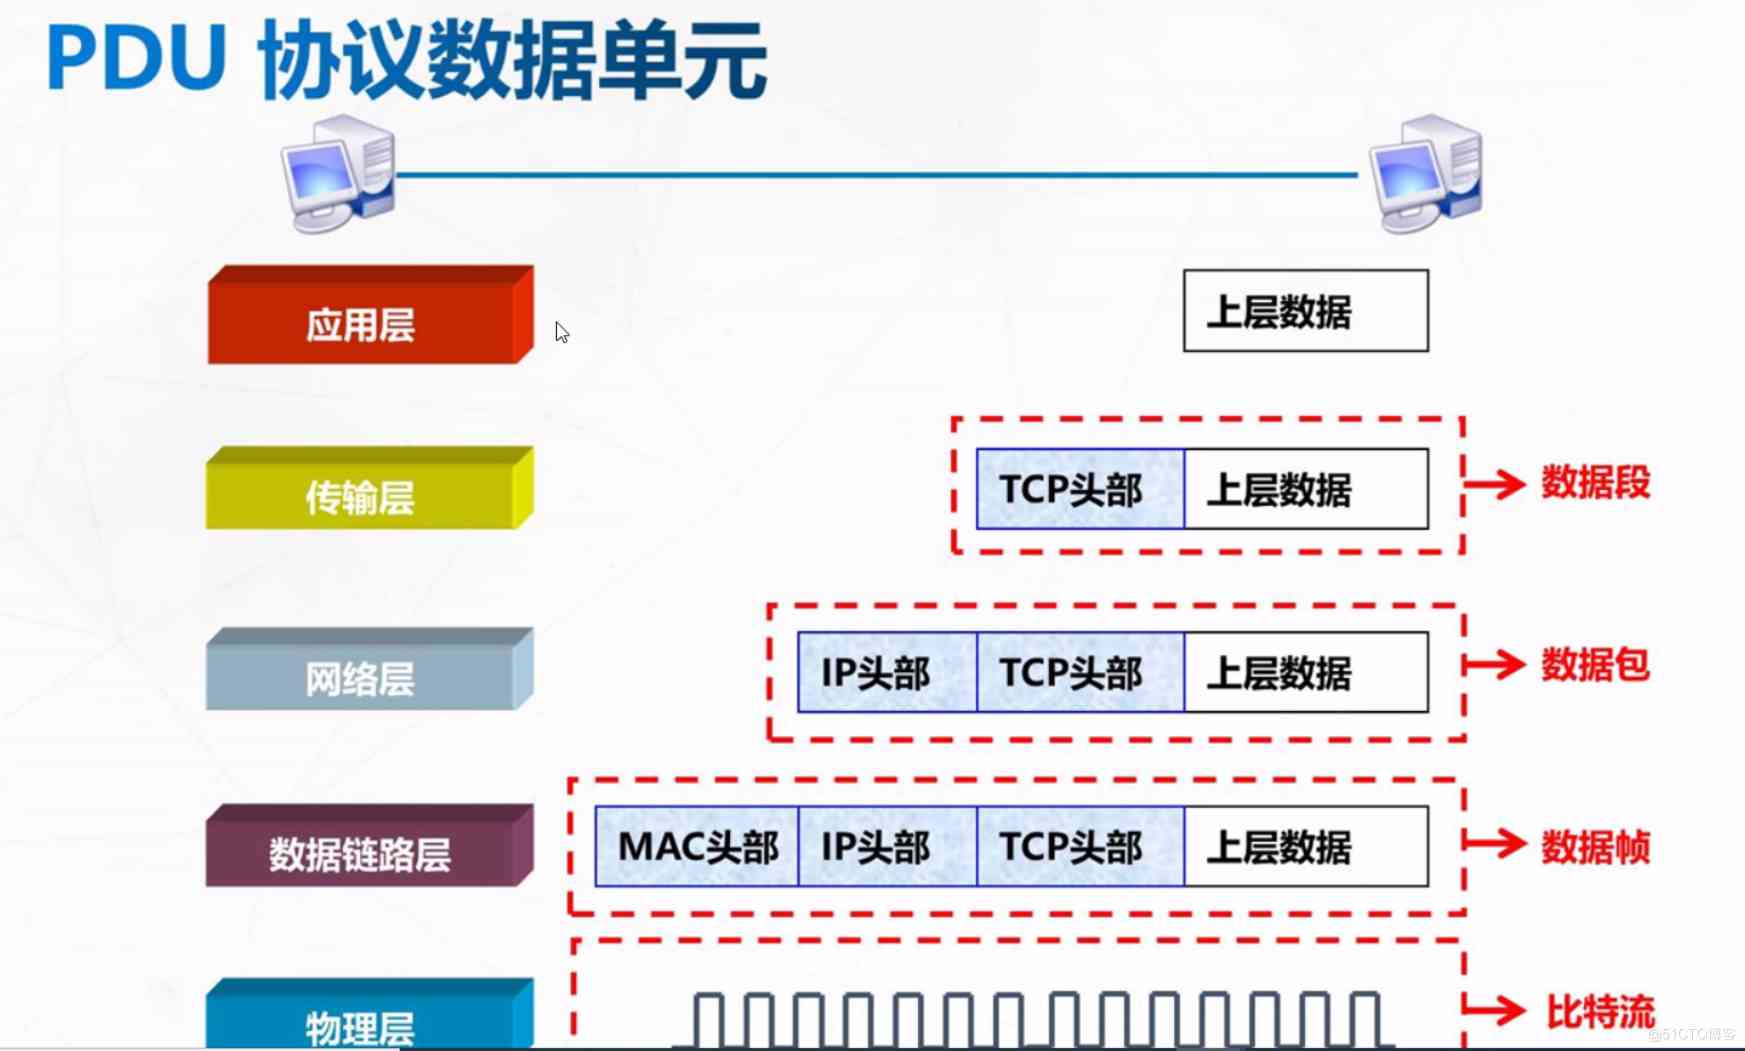 PDU 协议数据单元
应用层
上层数据
传输层
TCP头部 上层数据
数据段
网络层
IP头部 TCP头部 上层数据
数据包
数据链路层
MAC头部 IP头部 TCP头部 上层数据
数据帧
物理层
比特流
@51CTO博客